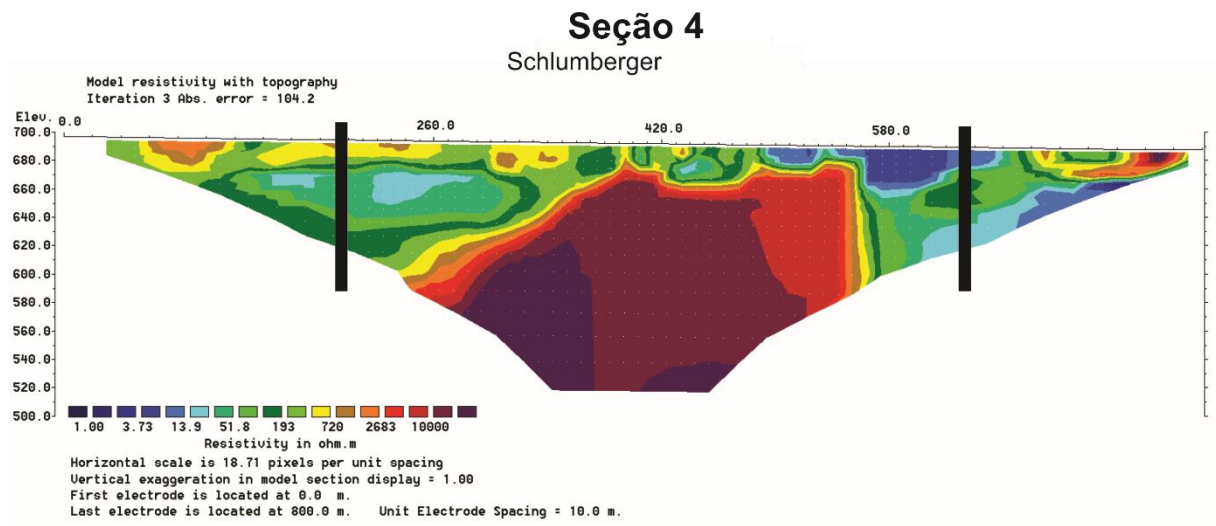 Seção 4
Schlumberger
Model resistivity with topography
Iteration 3 Abs. error = 104.2
Elev. 0.0 260.0 420.0 580.0
700.0
680.0
660.0
640.0
620.0
600.0
580.0
560.0
540.0
520.0
500.0
1.00 3.73 13.9 51.8 193 720 2683 10000
Resistivity in ohm.m
Horizontal scale is 18.71 pixels per unit spacing
Vertical exaggeration in model section display = 1.00
First electrode is located at 0.0 m.
Last electrode is located at 800.0 m. Unit Electrode Spacing = 10.0 m.